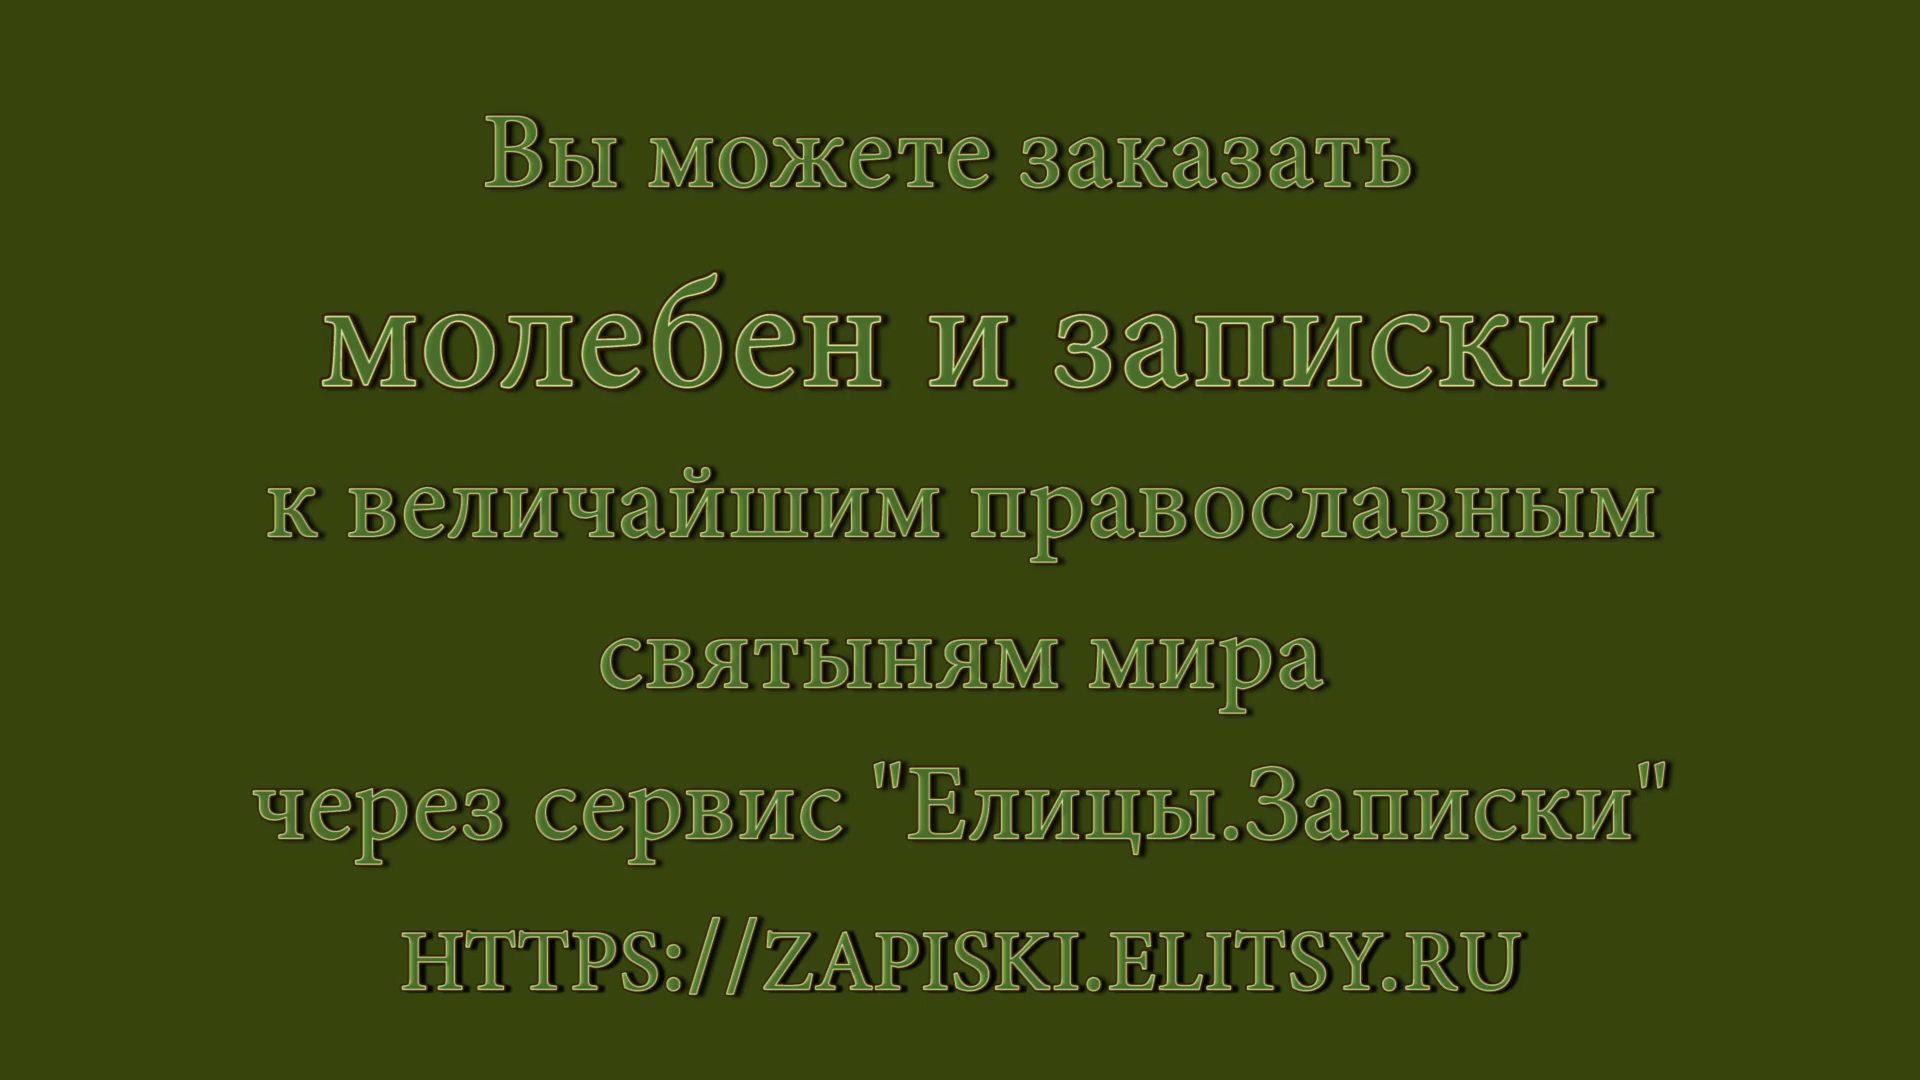 Вы можете заказать
молебен и записки
к величайшим православным
святыням мира
через сервис "Елицы.Записки"
HTTPS://ZAPISKI.ELITSY.RU